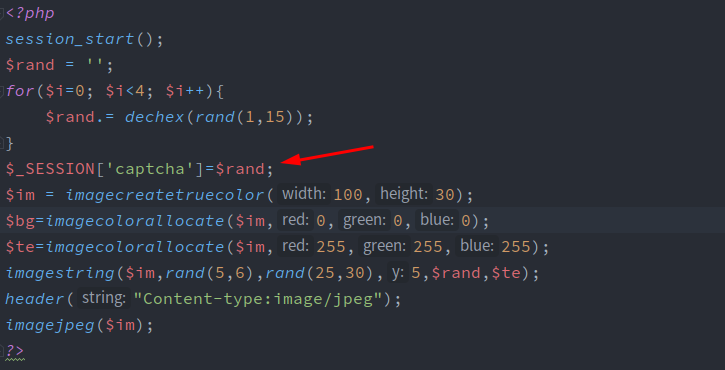 <?php
session_start();
$rand = '';
for($i=0; $i<4; $i++){
    $rand.= dechex(rand(1,15));
}
$_SESSION['captcha']=$rand;
$im = imagecreatetruecolor( width: 100, height: 30);
$bg=imagecolorallocate($im, red: 0, green: 0, blue: 0);
$te=imagecolorallocate($im, red: 255, green: 255, blue: 255);
imagestring($im,rand(5,6),rand(25,30), y: 5,$rand,$te);
header( string: "Content-type:image/jpeg");
imagejpeg($im);
?>